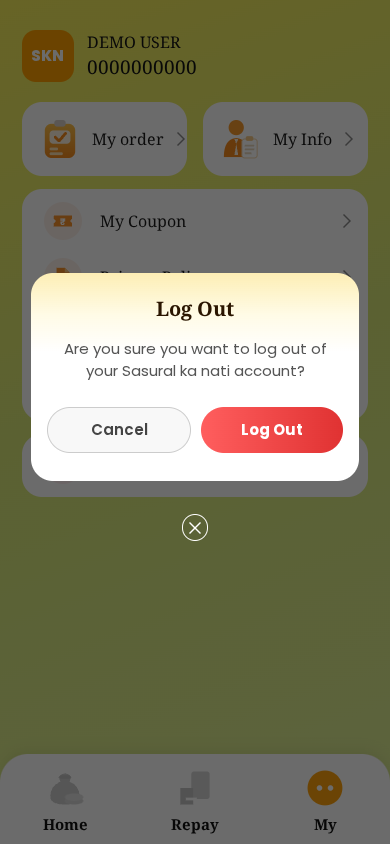 SKN
DEMO USER
0000000000
My order
My Info
My Coupon
Log Out
Are you sure you want to log out of
your Sasural ka nati account?
Cancel
Log Out
Home
Repay
My